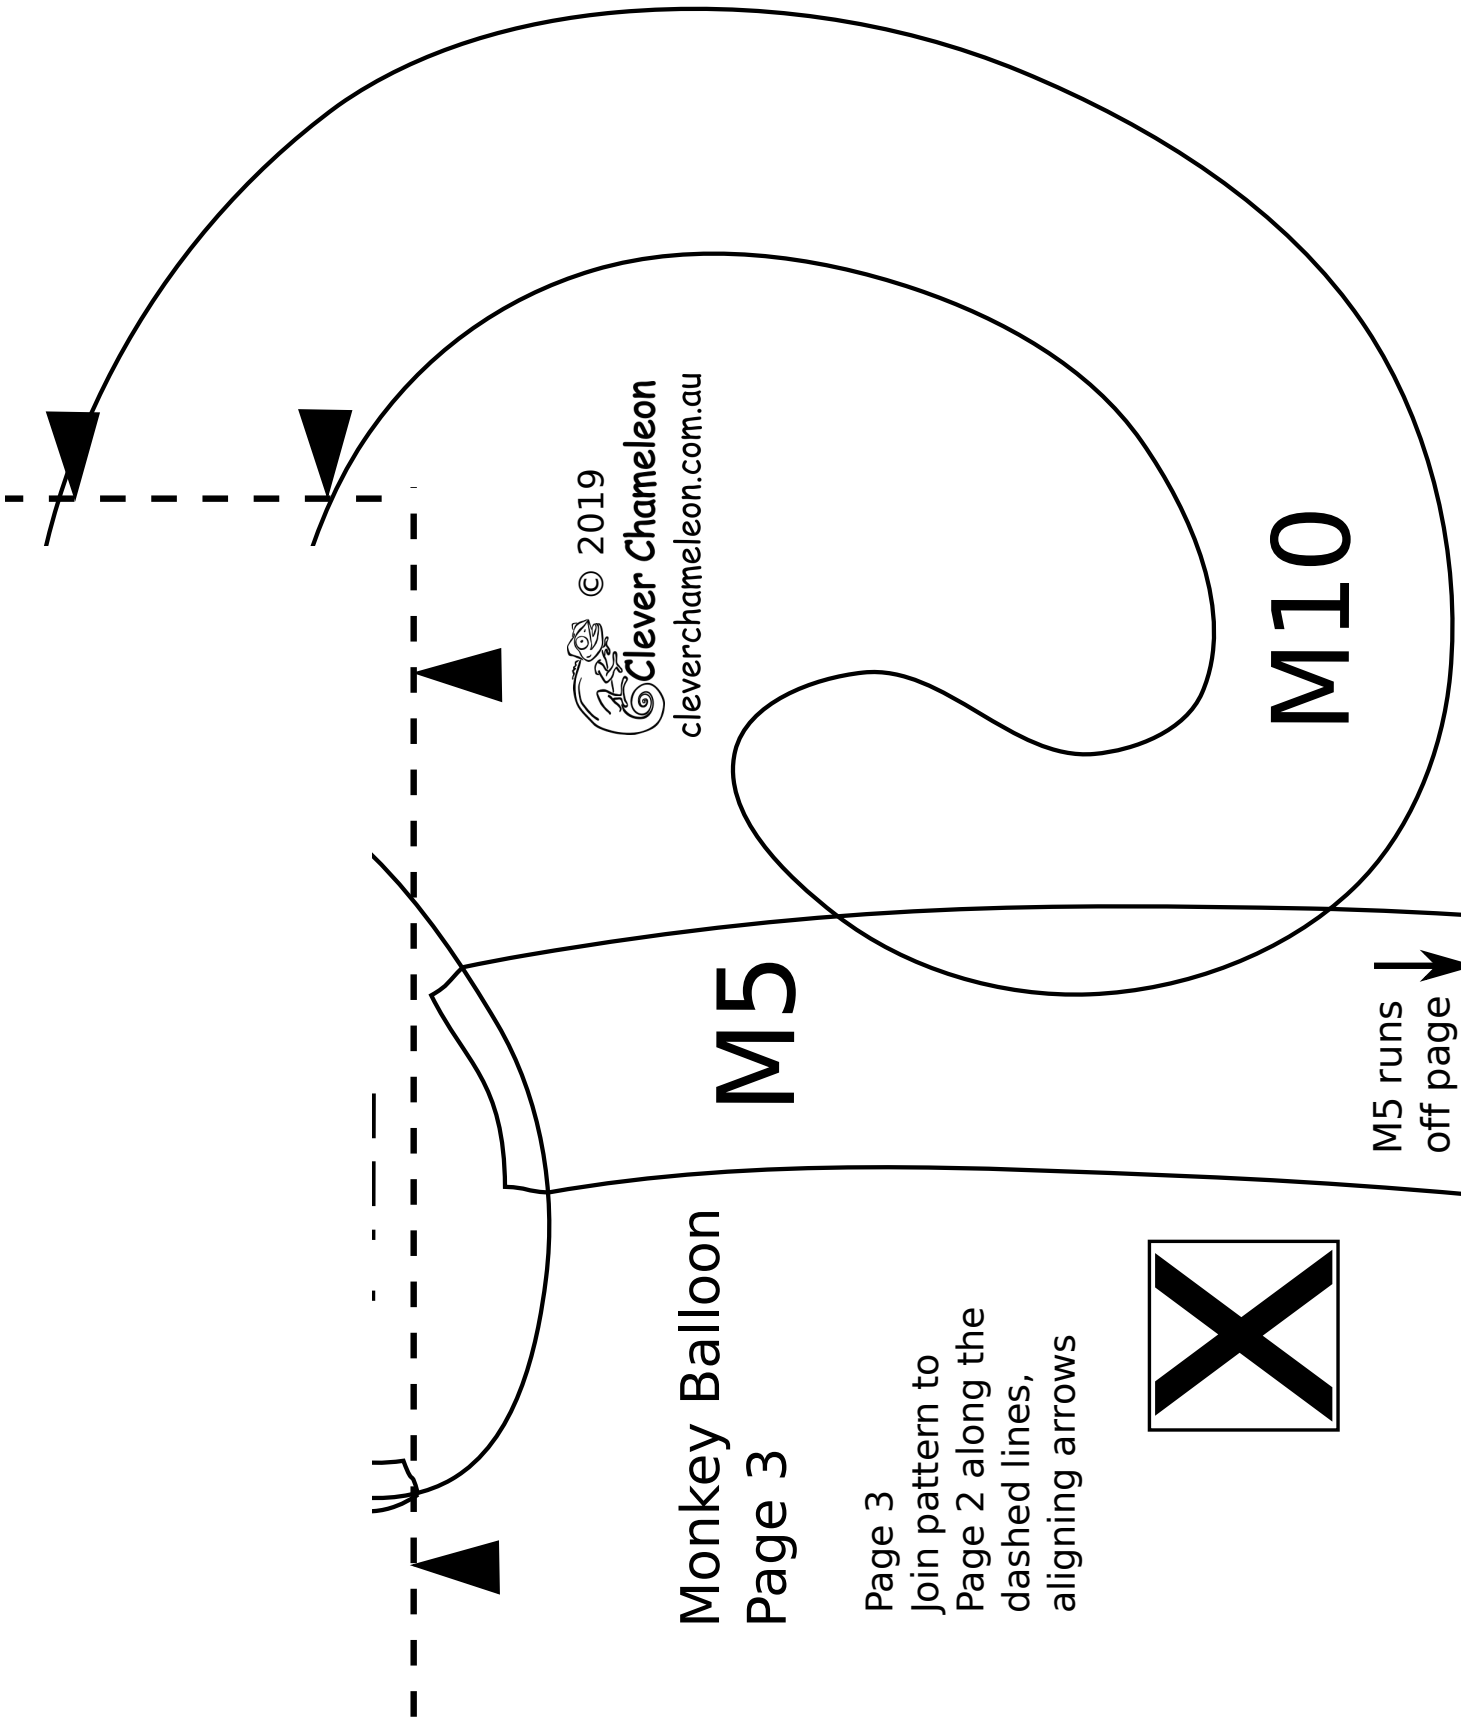 Monkey Balloon
Page 3
Page 3
Join pattern to
Page 2 along the
dashed lines,
aligning arrows
M5
M5 runs
off page
© 2019
Clever Chameleon
cleverchameleon.com.au
M10